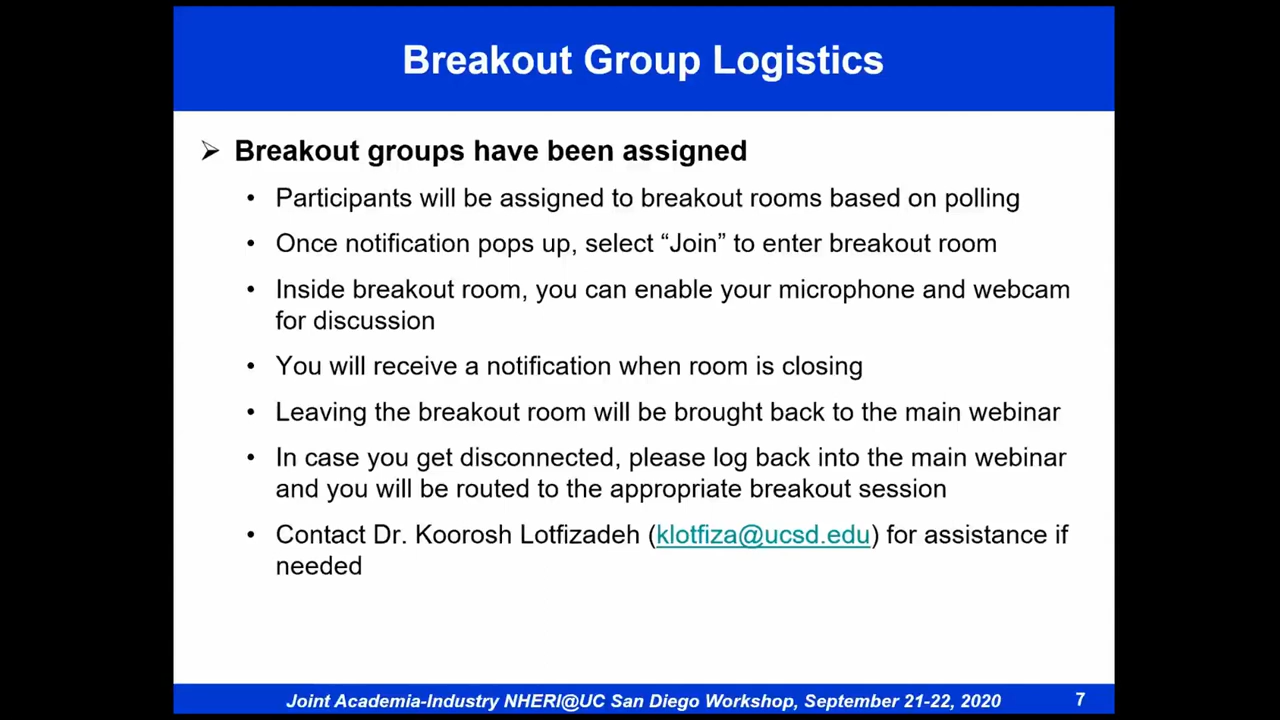 Breakout Group Logistics
➢ Breakout groups have been assigned
• Participants will be assigned to breakout rooms based on polling
• Once notification pops up, select “Join” to enter breakout room
• Inside breakout room, you can enable your microphone and webcam
for discussion
• You will receive a notification when room is closing
• Leaving the breakout room will be brought back to the main webinar
• In case you get disconnected, please log back into the main webinar
and you will be routed to the appropriate breakout session
• Contact Dr. Koorosh Lotfizadeh (klotfiza@ucsd.edu) for assistance if
needed
Joint Academia-Industry NHERI@UC San Diego Workshop, September 21-22, 2020 7